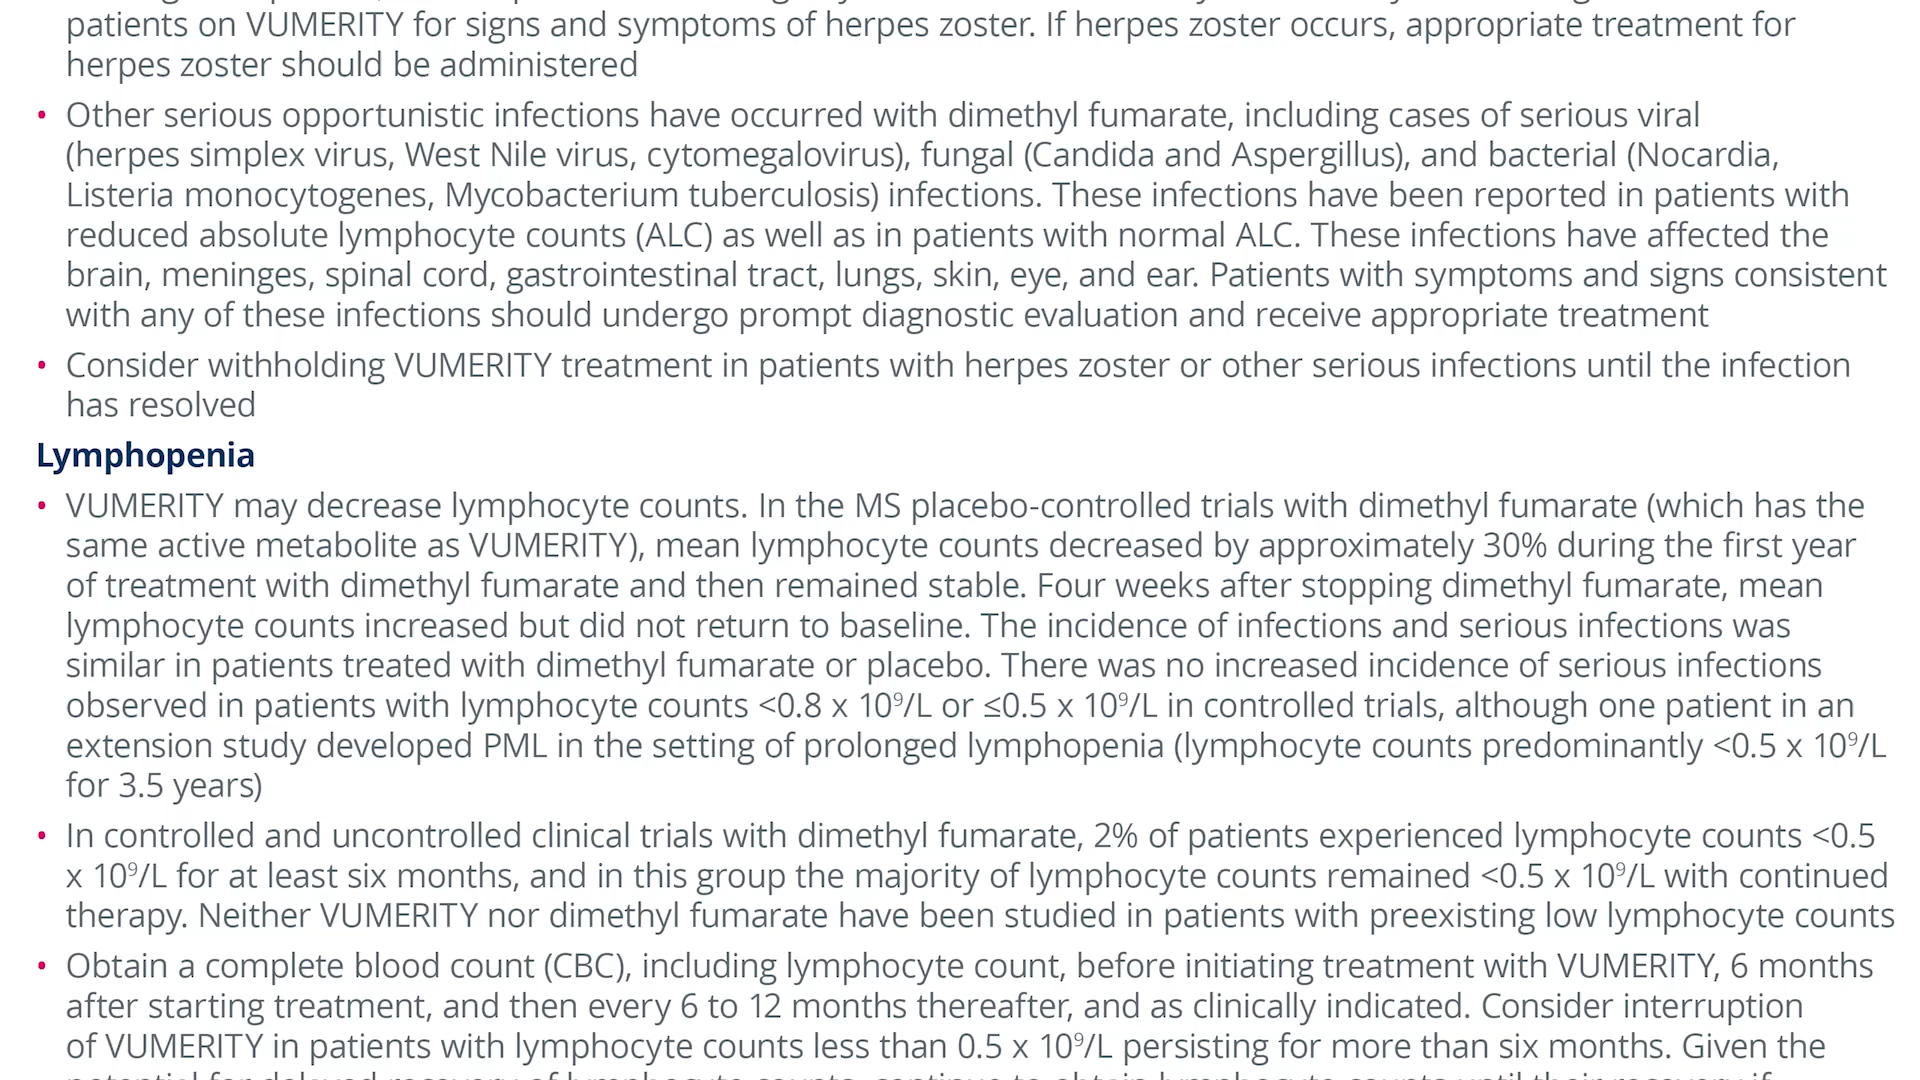 patients on VUMERITY for signs and symptoms of herpes zoster. If herpes zoster occurs, appropriate treatment for
herpes zoster should be administered
• Other serious opportunistic infections have occurred with dimethyl fumarate, including cases of serious viral
(herpes simplex virus, West Nile virus, cytomegalovirus), fungal (Candida and Aspergillus), and bacterial (Nocardia,
Listeria monocytogenes, Mycobacterium tuberculosis) infections. These infections have been reported in patients with
reduced absolute lymphocyte counts (ALC) as well as in patients with normal ALC. These infections have affected the
brain, meninges, spinal cord, gastrointestinal tract, lungs, skin, eye, and ear. Patients with symptoms and signs consistent
with any of these infections should undergo prompt diagnostic evaluation and receive appropriate treatment
• Consider withholding VUMERITY treatment in patients with herpes zoster or other serious infections until the infection
has resolved
Lymphopenia
• VUMERITY may decrease lymphocyte counts. In the MS placebo-controlled trials with dimethyl fumarate (which has the
same active metabolite as VUMERITY), mean lymphocyte counts decreased by approximately 30% during the first year
of treatment with dimethyl fumarate and then remained stable. Four weeks after stopping dimethyl fumarate, mean
lymphocyte counts increased but did not return to baseline. The incidence of infections and serious infections was
similar in patients treated with dimethyl fumarate or placebo. There was no increased incidence of serious infections
observed in patients with lymphocyte counts <0.8 x 10⁹/L or ≤0.5 x 10⁹/L in controlled trials, although one patient in an
extension study developed PML in the setting of prolonged lymphopenia (lymphocyte counts predominantly <0.5 x 10⁹/L
for 3.5 years)
• In controlled and uncontrolled clinical trials with dimethyl fumarate, 2% of patients experienced lymphocyte counts <0.5
x 10⁹/L for at least six months, and in this group the majority of lymphocyte counts remained <0.5 x 10⁹/L with continued
therapy. Neither VUMERITY nor dimethyl fumarate have been studied in patients with preexisting low lymphocyte counts
• Obtain a complete blood count (CBC), including lymphocyte count, before initiating treatment with VUMERITY, 6 months
after starting treatment, and then every 6 to 12 months thereafter, and as clinically indicated. Consider interruption
of VUMERITY in patients with lymphocyte counts less than 0.5 x 10⁹/L persisting for more than six months. Given the